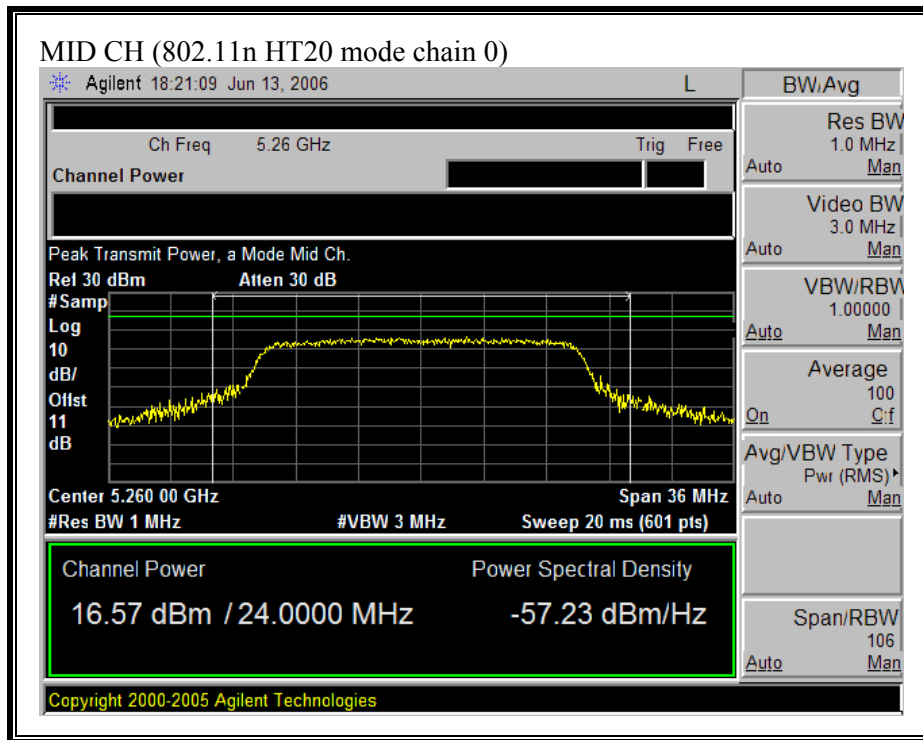 MID CH (802.11n HT20 mode chain 0)
Agilent 18:21:09 Jun 13, 2006 L
Ch Freq 5.26 GHz Trig Free
Channel Power
Peak Transmit Power, a Mode Mid Ch.
Ref 30 dBm Atten 30 dB
#Samp
Log
10
dB/
Offst
11
dB
Center 5.260 00 GHz Span 36 MHz
#Res BW 1 MHz #VBW 3 MHz Sweep 20 ms (601 pts)
Channel Power Power Spectral Density
16.57 dBm / 24.0000 MHz -57.23 dBm/Hz
Copyright 2000-2005 Agilent Technologies
BW/Avg
Res BW
1.0 MHz
Auto Man
Video BW
3.0 MHz
Auto Man
VBW/RBW
1.00000
Auto Man
Average
100
On Off
Avg/VBW Type
Pwr (RMS)
Auto Man
Span/RBW
106
Auto Man